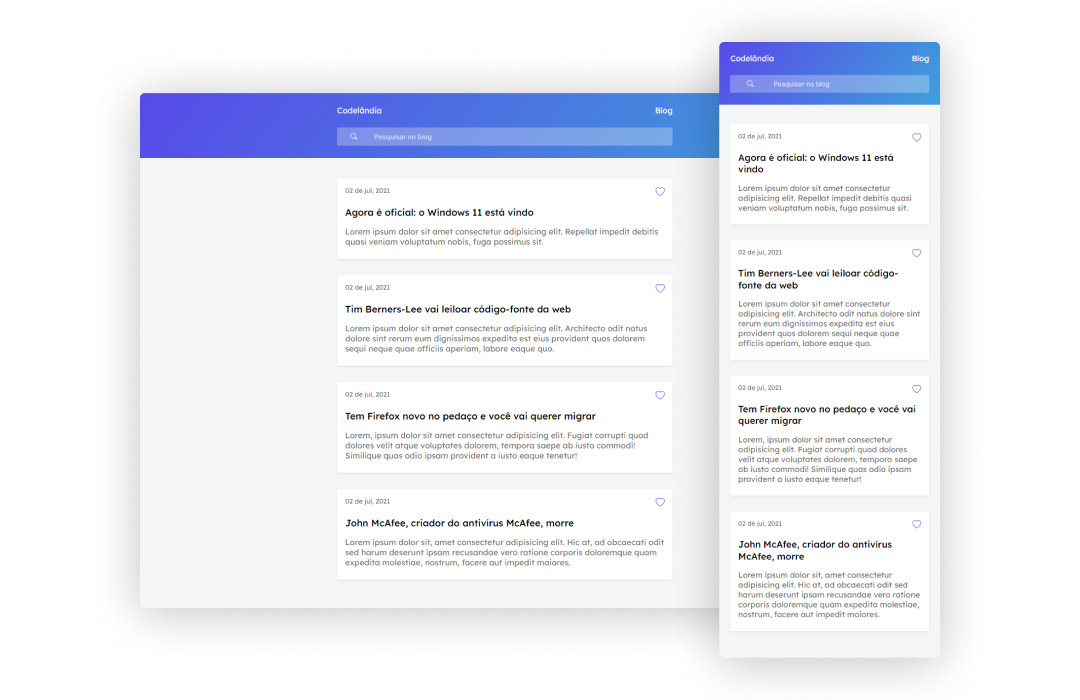 Codelândia
Blog
Pesquisar no blog
02 de jul, 2021
Agora é oficial: o Windows 11 está vindo
Lorem ipsum dolor sit amet consectetur adipisicing elit. Repellat impedit debitis
quasi veniam voluptatum nobis, fuga possimus sit.
02 de jul, 2021
Tim Berners-Lee vai leiloar código-fonte da web
Lorem ipsum dolor sit amet consectetur adipisicing elit. Architecto odit natus
dolore sint rerum eum dignissimos expedita est eius provident quos dolorem
sequi neque quae officiis aperiam, labore eaque quo.
02 de jul, 2021
Tem Firefox novo no pedaço e você vai querer migrar
Lorem, ipsum dolor sit amet consectetur adipisicing elit. Fugiat corrupti quod
dolores velit atque voluptates dolorem, tempora saepe ab iusto commodi!
Similique quas odio ipsam provident a iusto eaque tenetur!
02 de jul, 2021
John McAfee, criador do antivirus McAfee, morre
Lorem ipsum dolor sit, amet consectetur adipisicing elit. Hic at, ad obcaecati odit
sed harum deserunt ipsam recusandae vero ratione corporis doloremque quam
expedita molestiae, nostrum, facere aut impedit maiores.
Codelândia
Blog
Pesquisar no blog
02 de jul, 2021
Agora é oficial: o Windows 11 está
vindo
Lorem ipsum dolor sit amet consectetur
adipisicing elit. Repellat impedit debitis quasi
veniam voluptatum nobis, fuga possimus sit.
02 de jul, 2021
Tim Berners-Lee vai leiloar código-
fonte da web
Lorem ipsum dolor sit amet consectetur
adipisicing elit. Architecto odit natus dolore sint
rerum eum dignissimos expedita est eius
provident quos dolorem sequi neque quae
officiis aperiam, labore eaque quo.
02 de jul, 2021
Tem Firefox novo no pedaço e você vai
querer migrar
Lorem, ipsum dolor sit amet consectetur
adipisicing elit. Fugiat corrupti quod dolores
velit atque voluptates dolorem, tempora saepe
ab iusto commodi! Similique quas odio ipsam
provident a iusto eaque tenetur!
02 de jul, 2021
John McAfee, criador do antivirus
McAfee, morre
Lorem ipsum dolor sit, amet consectetur
adipisicing elit. Hic at, ad obcaecati odit sed
harum deserunt ipsam recusandae vero ratione
corporis doloremque quam expedita molestiae,
nostrum, facere aut impedit maiores.